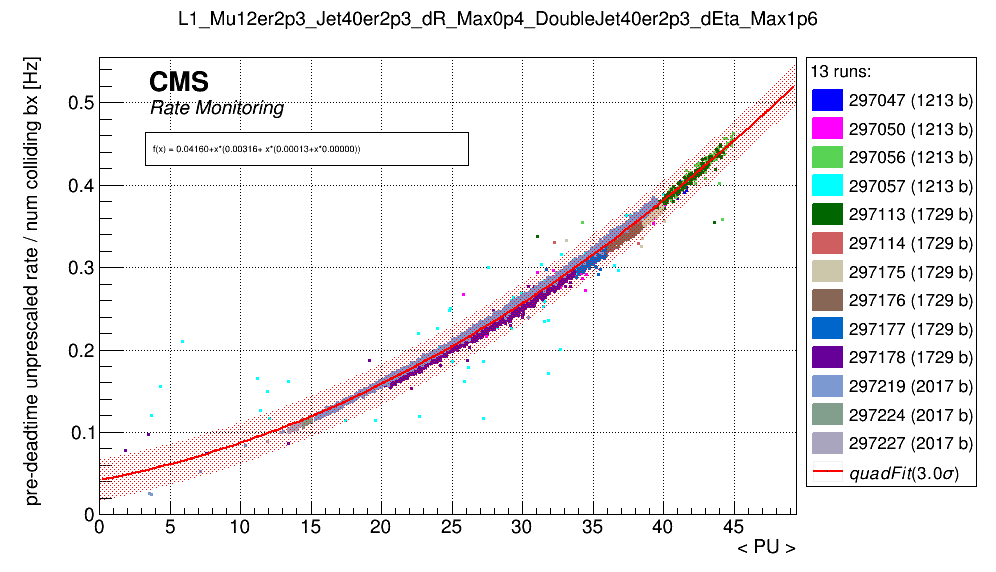 L1_Mu12er2p3_Jet40er2p3_dR_Max0p4_DoubleJet40er2p3_dEta_Max1p6
pre-deadtime unprescaled rate / num colliding bx [Hz]
CMS
Rate Monitoring
f(x) = 0.04160+x*(0.00316+ x*(0.00013+x*0.00000))
0.5
0.4
0.3
0.2
0.1
0
0 5 10 15 20 25 30 35 40 45
< PU >
13 runs:
297047 (1213 b)
297050 (1213 b)
297056 (1213 b)
297057 (1213 b)
297113 (1729 b)
297114 (1729 b)
297175 (1729 b)
297176 (1729 b)
297177 (1729 b)
297178 (1729 b)
297219 (2017 b)
297224 (2017 b)
297227 (2017 b)
quadFit(3.0σ)